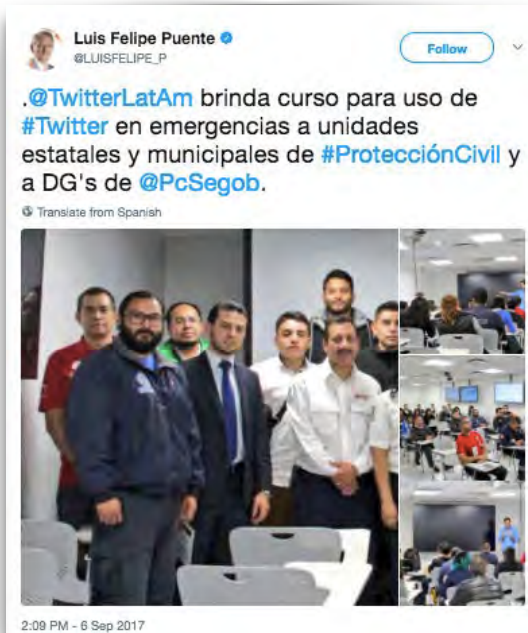 Luis Felipe Puente
@LUISFELIPE_P
Follow
.@TwitterLatAm brinda curso para uso de
#Twitter en emergencias a unidades
estatales y municipales de #ProtecciónCivil y
a DG's de @PcSegob.
Translate from Spanish
2:09 PM - 6 Sep 2017